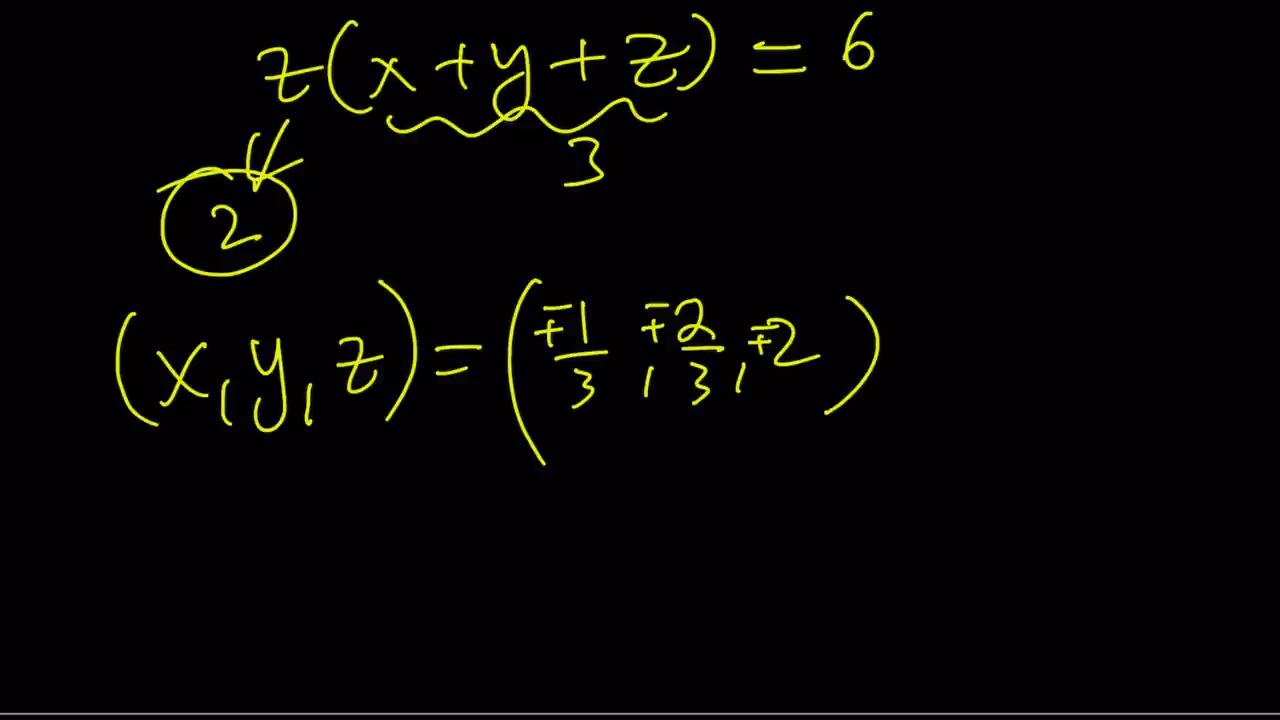 z(x+y+z) = 6
3
2
(x, y, z) = (∓1/3, ∓2/3, ∓2)